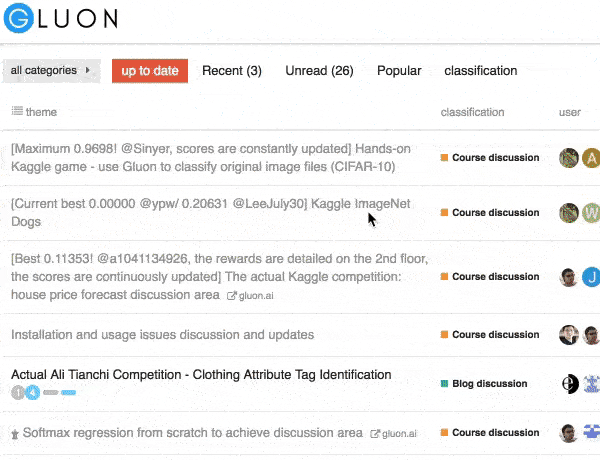 GLUON
all categories
up to date
Recent (3)
Unread (26)
Popular
classification
theme
classification
user
[Maximum 0.9698! @Sinyer, scores are constantly updated] Hands-on
Kaggle game - use Gluon to classify original image files (CIFAR-10)
Course discussion
A
[Current best 0.00000 @ypw/ 0.20631 @LeeJuly30] Kaggle ImageNet
Dogs
Course discussion
W
[Best 0.11353! @a1041134926, the rewards are detailed on the 2nd floor,
the scores are continuously updated] The actual Kaggle competition:
house price forecast discussion area gluon.ai
Course discussion
J
Installation and usage issues discussion and updates
Course discussion
Actual Ali Tianchi Competition - Clothing Attribute Tag Identification
1 4
Blog discussion
Softmax regression from scratch to achieve discussion area gluon.ai
Course discussion